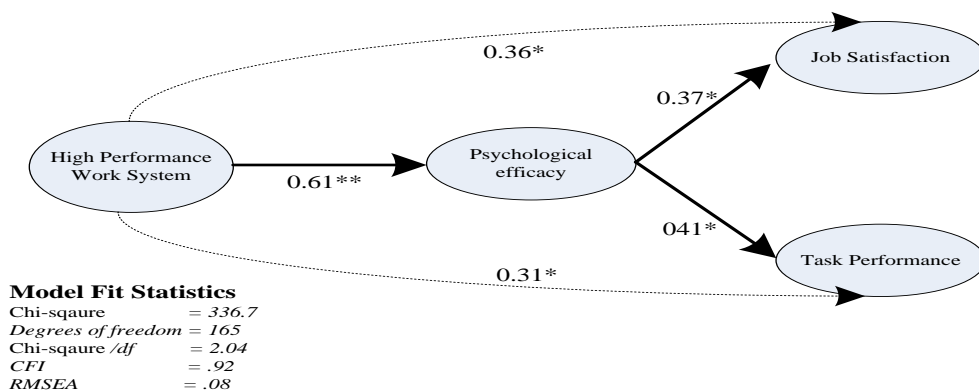 0.36*
Job Satisfaction
0.37*
High Performance
Work System
0.61**
Psychological
efficacy
041*
Task Performance
0.31*
Model Fit Statistics
Chi-sqaure = 336.7
Degrees of freedom = 165
Chi-sqaure /df = 2.04
CFI = .92
RMSEA = .08